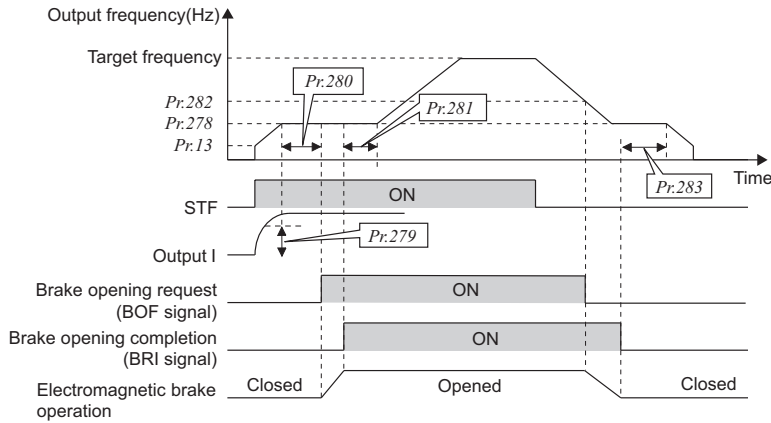 Output frequency(Hz)
Target frequency
Pr.280
Pr.282
Pr.281
Pr.278
Pr.13
Time
Pr.283
STF
ON
Pr.279
Output I
Brake opening request
(BOF signal)
ON
Brake opening completion
(BRI signal)
ON
Electromagnetic brake
operation
Closed
Opened
Closed